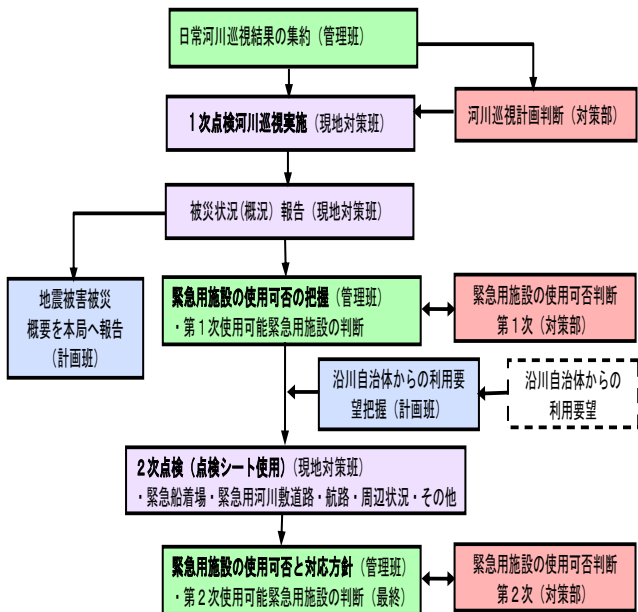 日常河川巡視結果の集約(管理班)
1次点検河川巡視実施(現地対策班)
河川巡視計画判断(対策部)
被災状況(概況)報告(現地対策班)
地震被害被災
概要を本局へ報告
(計画班)
緊急用施設の使用可否の把握(管理班)
・第1次使用可能緊急用施設の判断
緊急用施設の使用可否判断
第1次(対策部)
沿川自治体からの利用要
望把握(計画班)
沿川自治体からの
利用要望
2次点検(点検シート使用)(現地対策班)
・緊急船着場・緊急用河川敷道路・航路・周辺状況・その他
緊急用施設の使用可否と対応方針(管理班)
・第2次使用可能緊急用施設の判断(最終)
緊急用施設の使用可否判断
第2次(対策部)